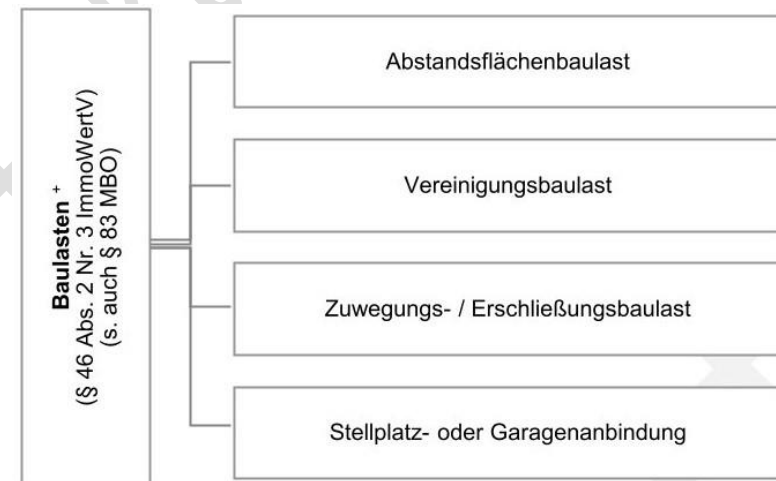 Baulasten +
(§ 46 Abs. 2 Nr. 3 ImmoWertV)
(s. auch § 83 MBO)
Abstandsflächenbaulast
Vereinigungsbaulast
Zuwegungs- / Erschließungsbaulast
Stellplatz- oder Garagenanbindung